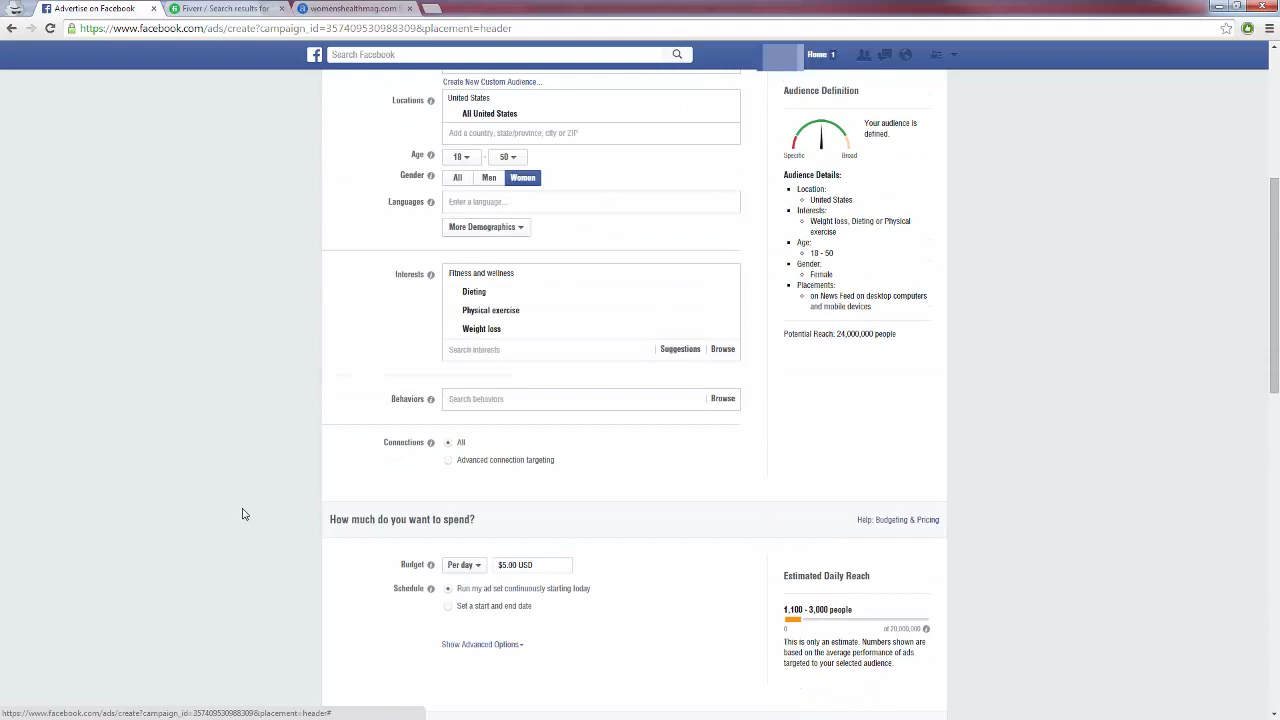 Advertise on Facebook
Fiverr / Search results for
womenshealthmag.com
https://www.facebook.com/ads/create?campaign_id=3574095309883 09&placement=header
Search Facebook
Home 1
Create New Custom Audience...
Locations
United States
All United States
Add a country, state/province, city or ZIP
Age
18 - 50
Gender
All Men Women
Languages
Enter a language...
More Demographics
Interests
Fitness and wellness
Dieting
Physical exercise
Weight loss
Search interests
Suggestions | Browse
Behaviors
Search behaviors
Browse
Connections
All
Advanced connection targeting
Audience Definition
Your audience is
defined.
Specific
Broad
Audience Details:
Location:
United States
Interests:
Weight loss, Dieting or Physical
exercise
Age:
18 - 50
Gender:
Female
Placements:
on News Feed on desktop computers
and mobile devices
Potential Reach: 24,000,000 people
How much do you want to spend?
Help: Budgeting & Pricing
Budget
Per day
$5.00 USD
Schedule
Run my ad set continuously starting today
Set a start and end date
Show Advanced Options
Estimated Daily Reach
1,100 - 3,000 people
0
of 20,000,000
This is only an estimate. Numbers shown are
based on the average performance of ads
targeted to your selected audience.
https://www.facebook.com/ads/create?campaign_id=357409530988309&placement=header#